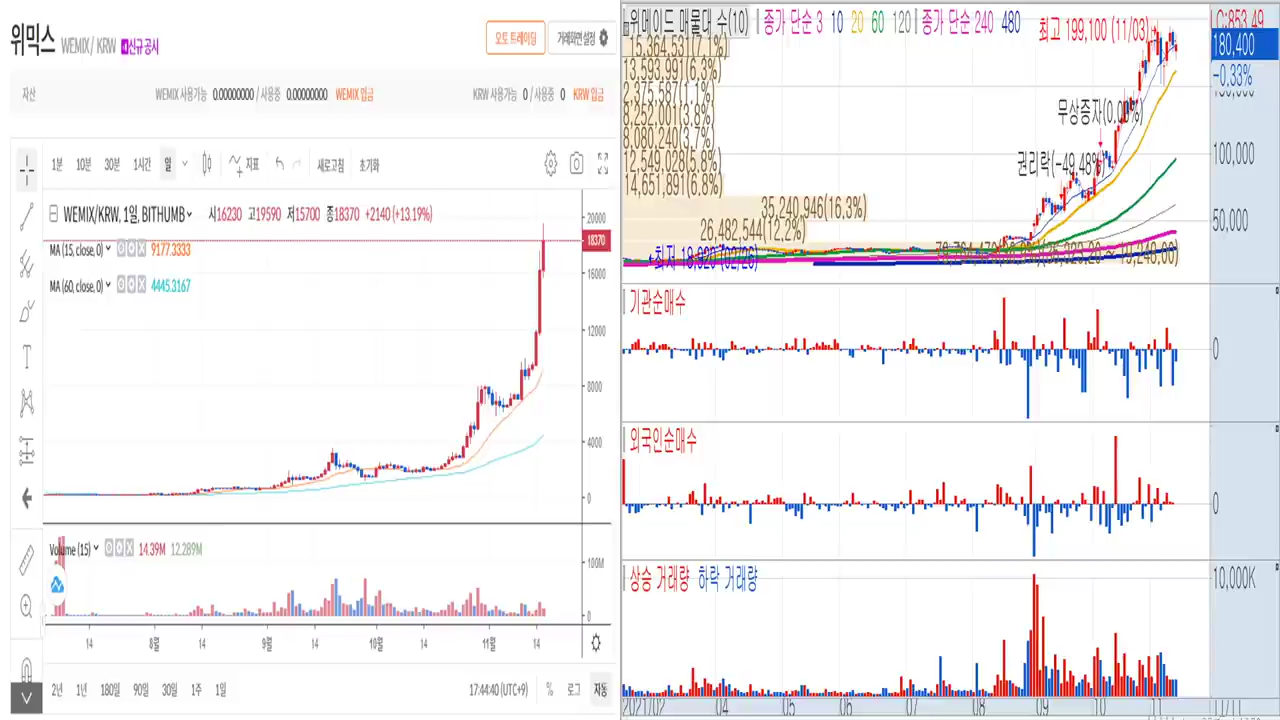 위믹스 WEMIX/ KRW 신규 공시
오토 트레이딩
거래화면 설정
자산
WEMIX 사용가능 0.00000000 / 사용중 0.00000000 WEMIX 입금
KRW 사용가능 0 / 사용중 0 KRW 입금
1분 10분 30분 1시간 일 지표 새로고침 초기화
WEMIX/KRW, 1일, BITHUMB 시16230 고19590 저15700 종18370 +2140 (+13.19%)
MA (15, close, 0) 9177.3333
MA (60, close, 0) 4445.3167
20000
18370
16000
12000
8000
4000
0
Volume (15) 14.39M 12.289M
100M
0
14 8월 14 9월 14 10월 14 11월 14
2년 1년 180일 90일 30일 1주 1일
17:44:40 (UTC+9) % 로그 자동
위메이드 매물대 수(10) 종가 단순 3 10 20 60 120 종가 단순 240 480
최고 199,100 (11/03)
LC:853.49
180,400
-0.33%
150,000
15,364,531(7.1%)
13,593,991(6.3%)
2,375,587(1.1%)
8,252,001(3.8%)
8,080,240(3.7%)
12,549,028(5.8%)
14,651,891(6.8%)
35,240,946(16.3%)
26,482,544(12.2%)
무상증자(0.00%)
권리락(-49.48%)
100,000
50,000
기관순매수
0
외국인순매수
0
상승 거래량 하락 거래량
10,000K
2021/02 04 05 06 07 08 09 10 11